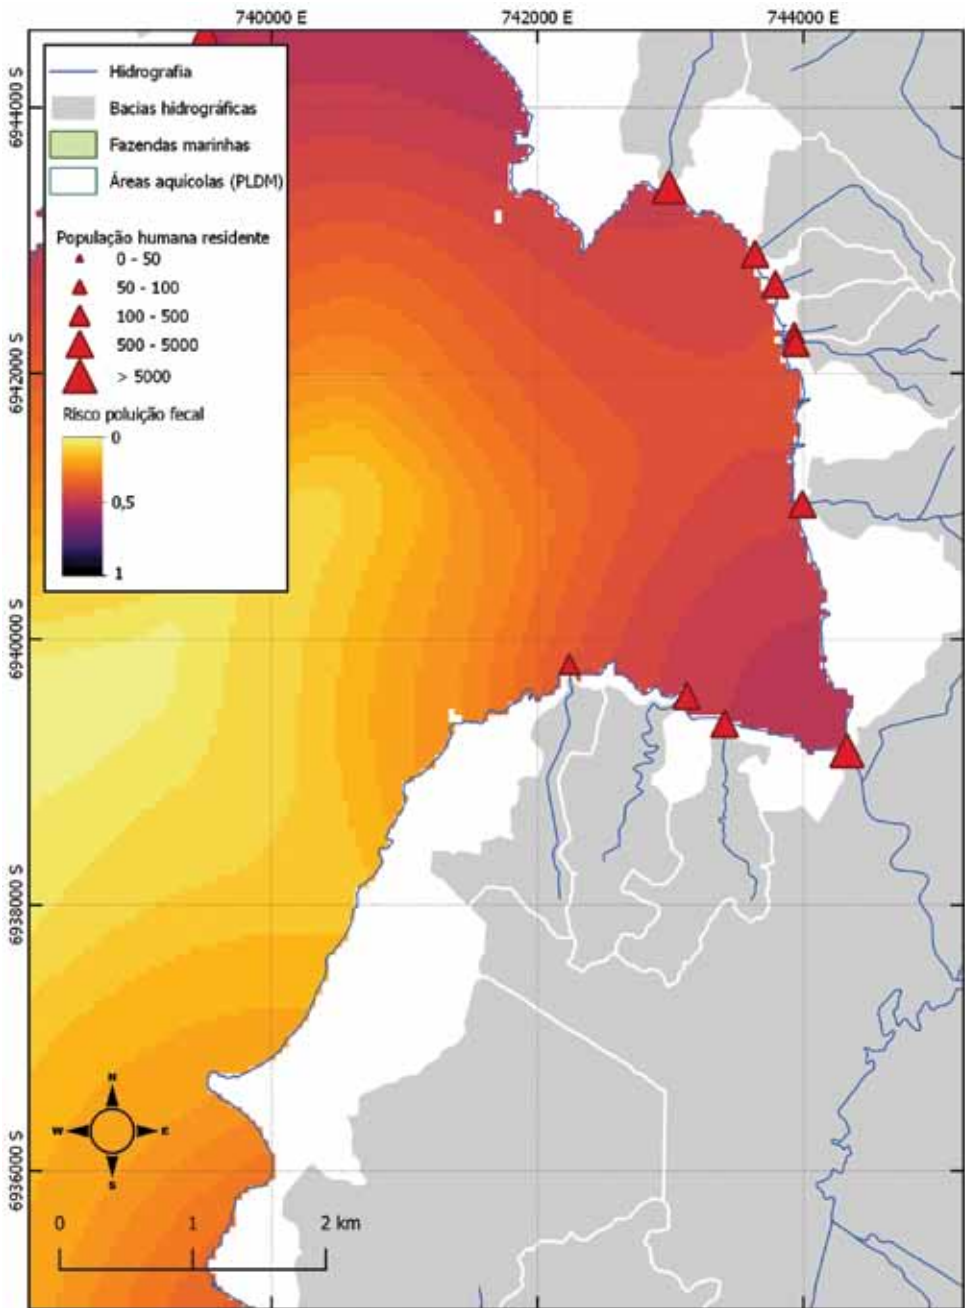 740000 E
742000 E
744000 E
6944000 S
6942000 S
6940000 S
6938000 S
6936000 S
Hidrografia
Bacias hidrográficas
Fazendas marinhas
Áreas aquícolas (PLDM)
População humana residente
0 - 50
50 - 100
100 - 500
500 - 5000
> 5000
Risco poluição fecal
0
0,5
1
N
W E
S
0 1 2 km